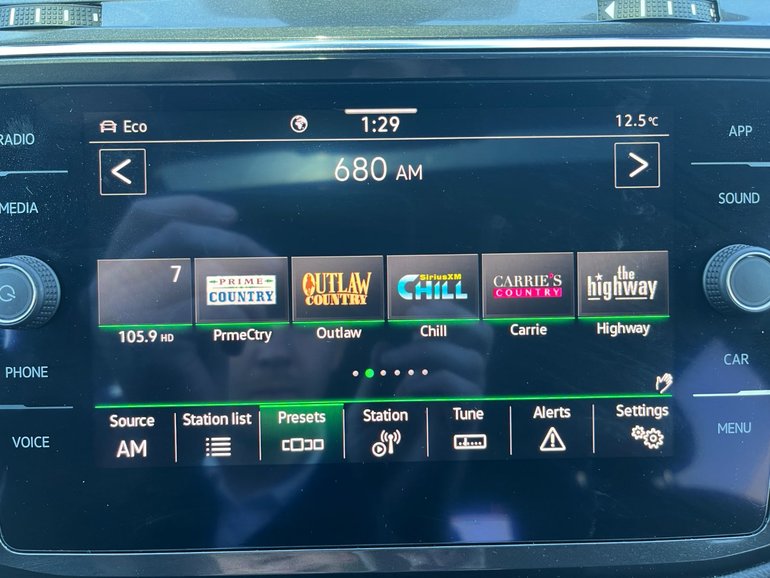 RADIO
MEDIA
PHONE
VOICE
Eco
1:29
12.5°C
680 AM
7
PRIME COUNTRY
OUTLAW COUNTRY
SiriusXM CHILL
CARRIE'S COUNTRY
the highway
105.9 HD
PrmeCtry
Outlaw
Chill
Carrie
Highway
Source
AM
Station list
Presets
Station
Tune
Alerts
Settings
APP
SOUND
CAR
MENU